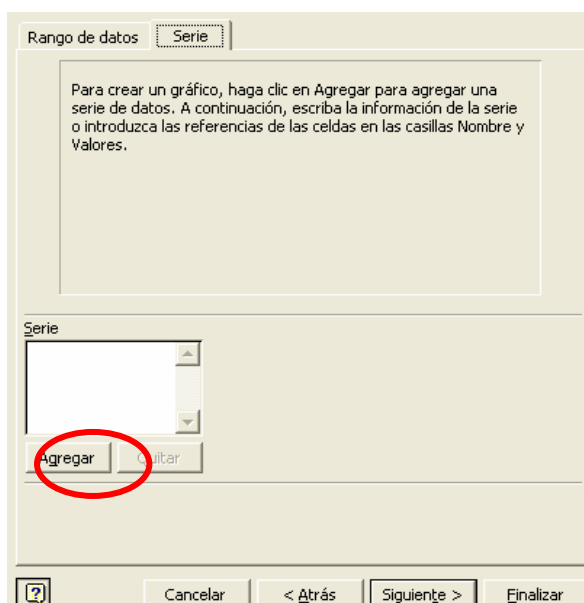 Rango de datos Serie
Para crear un gráfico, haga clic en Agregar para agregar una
serie de datos. A continuación, escriba la información de la serie
o introduzca las referencias de las celdas en las casillas Nombre y
Valores.
Serie
Agregar Quitar
Cancelar < Atrás Siguiente > Finalizar